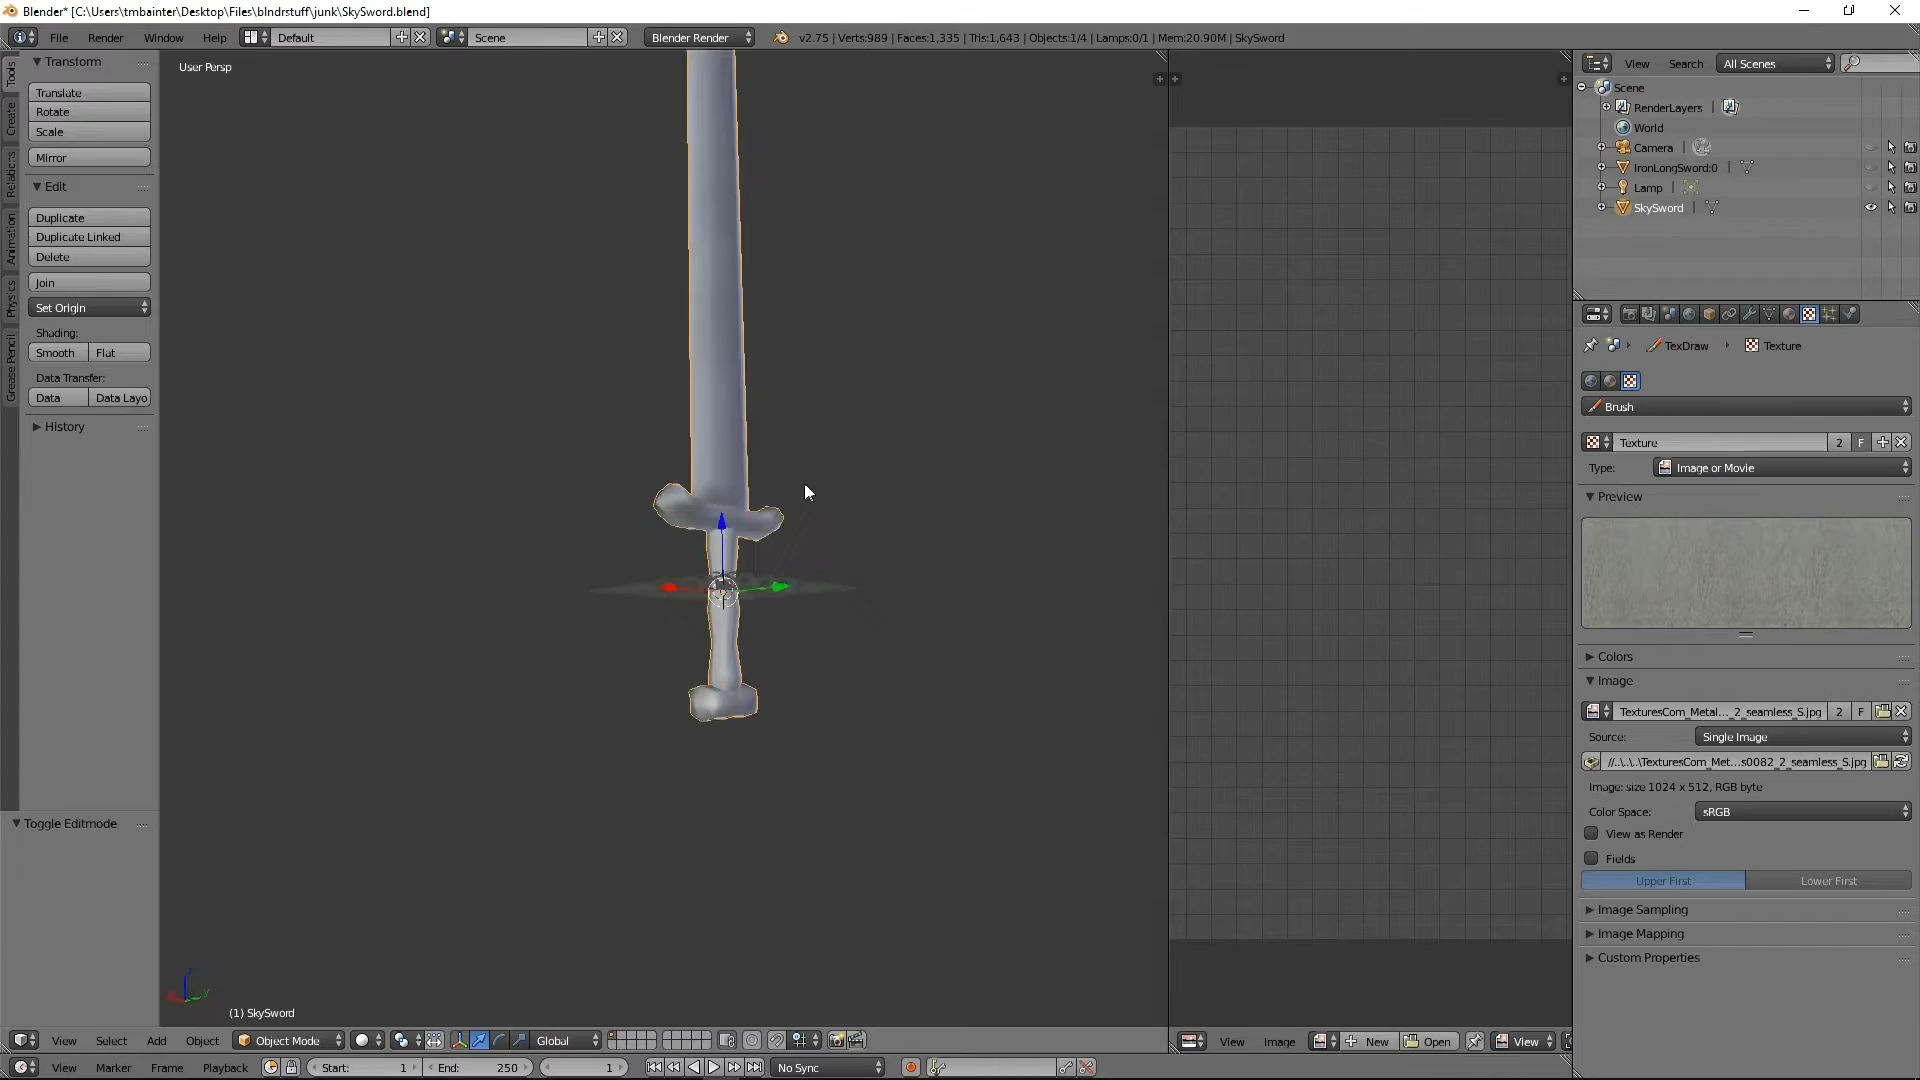 Blender* [C:\Users\tmbainter\Desktop\Files\blndrstuff\junk\SkySword.blend]
File Render Window Help Default Scene Blender Render v2.75 | Verts:989 | Faces:1,335 | Tris:1,643 | Objects:1/4 | Lamps:0/1 | Mem:20.90M | SkySword
Tools
Create
Relations
Animation
Physics
Grease Pencil
Transform
Translate
Rotate
Scale
Mirror
Edit
Duplicate
Duplicate Linked
Delete
Join
Set Origin
Shading:
Smooth Flat
Data Transfer:
Data Data Layo
History
Toggle Editmode
User Persp
(1) SkySword
View Select Add Object Object Mode Global
View Image New Open View
View Marker Frame Playback Start: 1 End: 250 1 No Sync
View Search All Scenes
Scene
RenderLayers
World
Camera
IronLongSword:0
Lamp
SkySword
TexDraw Texture
Brush
Texture 2 F
Type: Image or Movie
Preview
Colors
Image
TexturesCom_Metal..._2_seamless_S.jpg 2 F
Source: Single Image
//..\..\..\TexturesCom_Met...s0082_2_seamless_S.jpg
Image: size 1024 x 512, RGB byte
Color Space: sRGB
View as Render
Fields
Upper First Lower First
Image Sampling
Image Mapping
Custom Properties